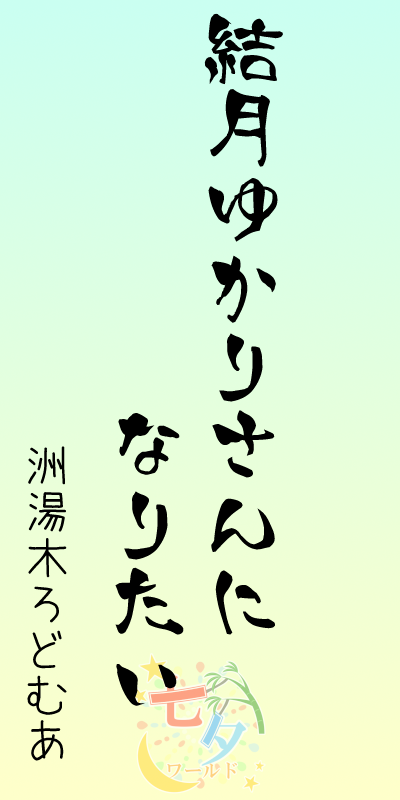 結月ゆかりさんに
なりたい
洲湯木ろどむあ
七夕
ワールド